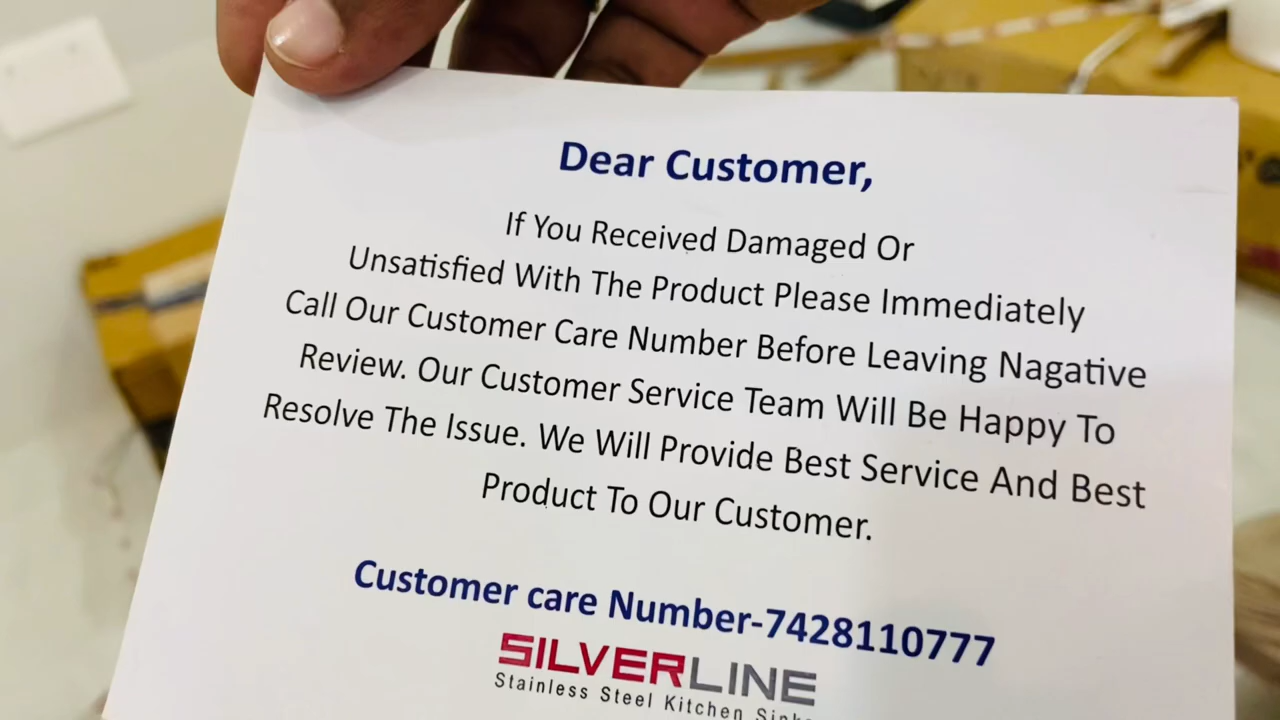 Dear Customer,
If You Received Damaged Or
Unsatisfied With The Product Please Immediately
Call Our Customer Care Number Before Leaving Nagative
Review. Our Customer Service Team Will Be Happy To
Resolve The Issue. We Will Provide Best Service And Best
Product To Our Customer.
Customer care Number-7428110777
SILVERLINE
Stainless Steel Kitchen